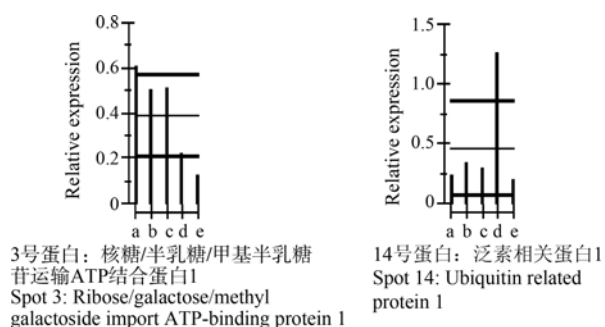 Relative expression
0.8
0.6
0.4
0.2
0
a b c d e
3号蛋白：核糖/半乳糖/甲基半乳糖
苷运输ATP结合蛋白1
Spot 3: Ribose/galactose/methyl
galactoside import ATP-binding protein 1
Relative expression
1.5
1.0
0.5
0
a b c d e
14号蛋白：泛素相关蛋白1
Spot 14: Ubiquitin related
protein 1